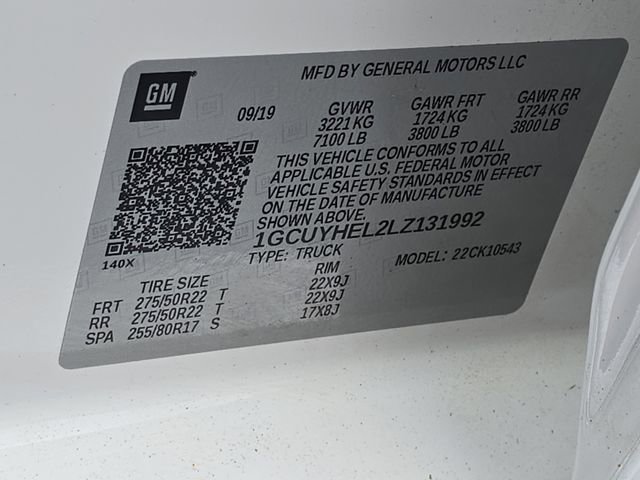 GM
MFD BY GENERAL MOTORS LLC
09/19
GVWR GAWR FRT GAWR RR
3221 KG 1724 KG 1724 KG
7100 LB 3800 LB 3800 LB
THIS VEHICLE CONFORMS TO ALL
APPLICABLE U.S. FEDERAL MOTOR
VEHICLE SAFETY STANDARDS IN EFFECT
ON THE DATE OF MANUFACTURE
SHOWN ABOVE.
1GCUYHEL2LZ131992
140X
TYPE: TRUCK MODEL: 22CK10543
TIRE SIZE RIM
FRT 275/50R22 T 22X9J
RR 275/50R22 T 22X9J
SPA 255/80R17 S 17X8J